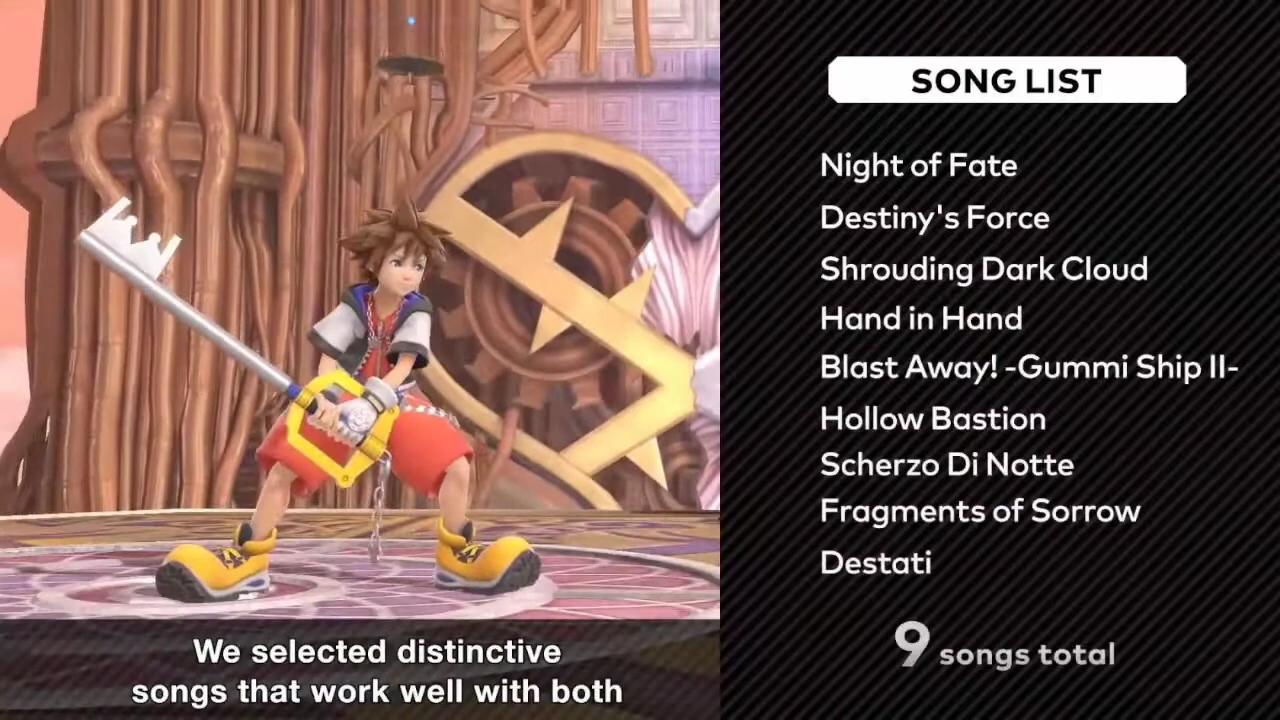 SONG LIST
Night of Fate
Destiny's Force
Shrouding Dark Cloud
Hand in Hand
Blast Away! -Gummi Ship II-
Hollow Bastion
Scherzo Di Notte
Fragments of Sorrow
Destati
9 songs total
We selected distinctive
songs that work well with both